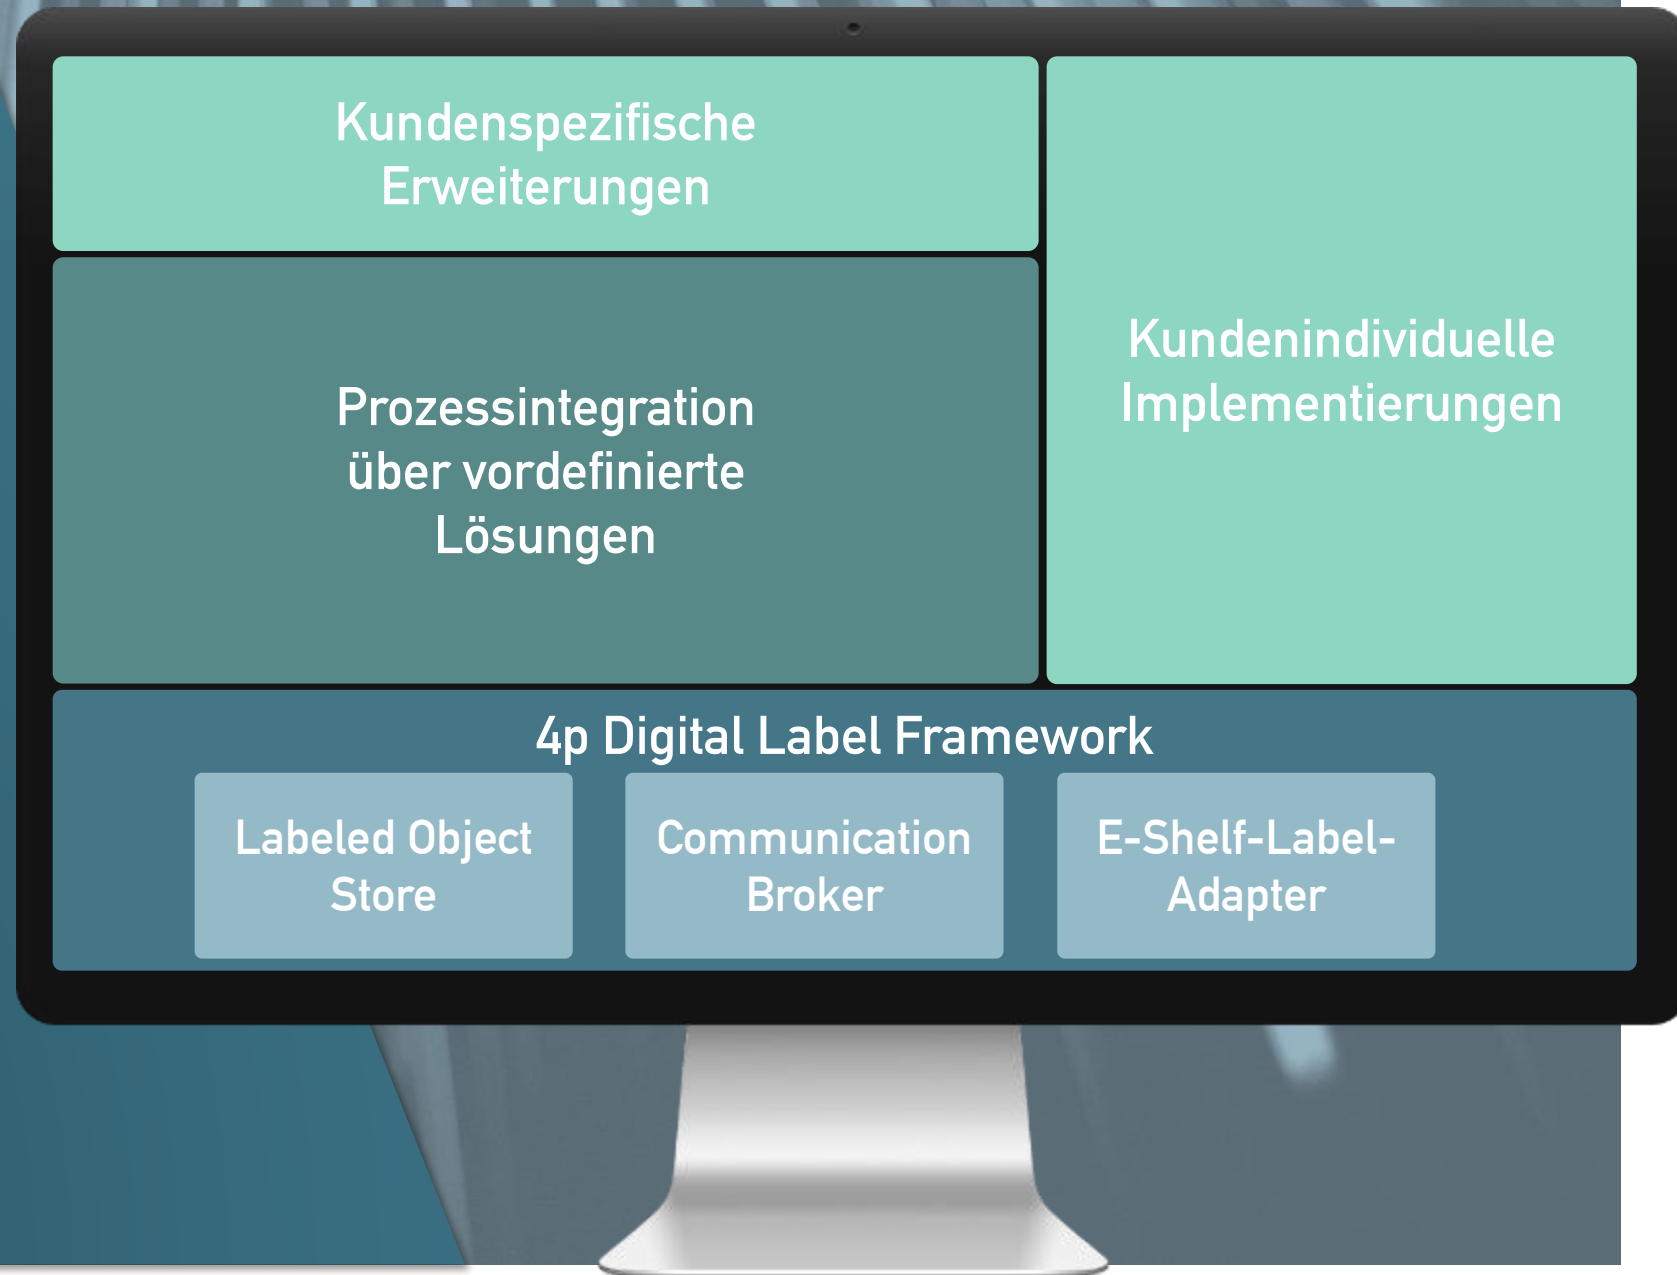 Kundenspezifische
Erweiterungen
Prozessintegration
über vordefinierte
Lösungen
Kundenindividuelle
Implementierungen
4p Digital Label Framework
Labeled Object
Store
Communication
Broker
E-Shelf-Label-
Adapter